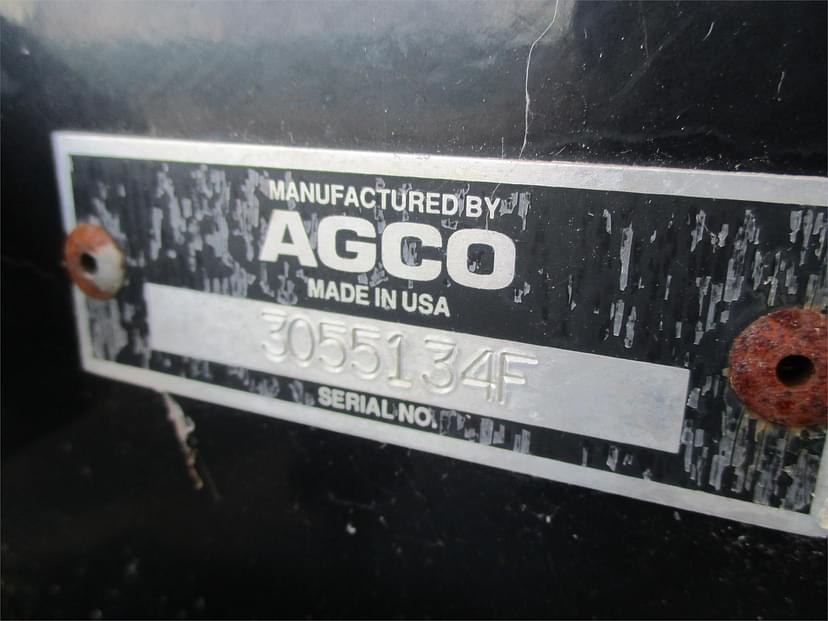 MANUFACTURED BY
AGCO
MADE IN USA
3055134F
SERIAL NO.